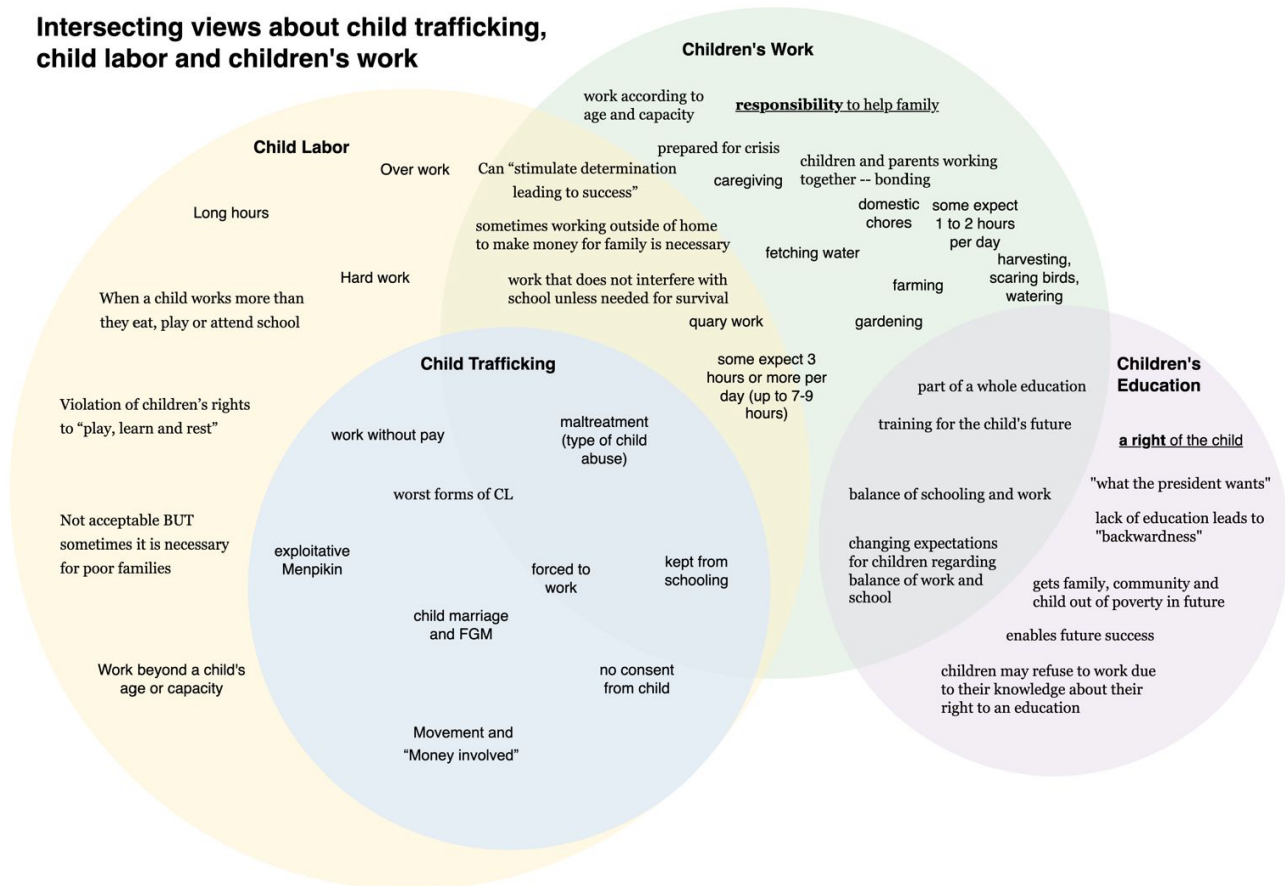 Intersecting views about child trafficking,
child labor and children's work
Children's Work
work according to
age and capacity
responsibility to help family
prepared for crisis
caregiving
children and parents working
together -- bonding
domestic
chores
some expect
1 to 2 hours
per day
fetching water
farming
harvesting,
scaring birds,
watering
gardening
Child Labor
Over work
Long hours
Hard work
When a child works more than
they eat, play or attend school
Violation of children’s rights
to “play, learn and rest”
Not acceptable BUT
sometimes it is necessary
for poor families
Work beyond a child's
age or capacity
Can “stimulate determination
leading to success”
sometimes working outside of home
to make money for family is necessary
work that does not interfere with
school unless needed for survival
quary work
some expect 3
hours or more per
day (up to 7-9
hours)
Child Trafficking
work without pay
maltreatment
(type of child
abuse)
worst forms of CL
exploitative
Menpikin
forced to
work
kept from
schooling
child marriage
and FGM
no consent
from child
Movement and
“Money involved”
Children's
Education
part of a whole education
training for the child's future
balance of schooling and work
changing expectations
for children regarding
balance of work and
school
a right of the child
"what the president wants"
lack of education leads to
"backwardness"
gets family, community and
child out of poverty in future
enables future success
children may refuse to work due
to their knowledge about their
right to an education